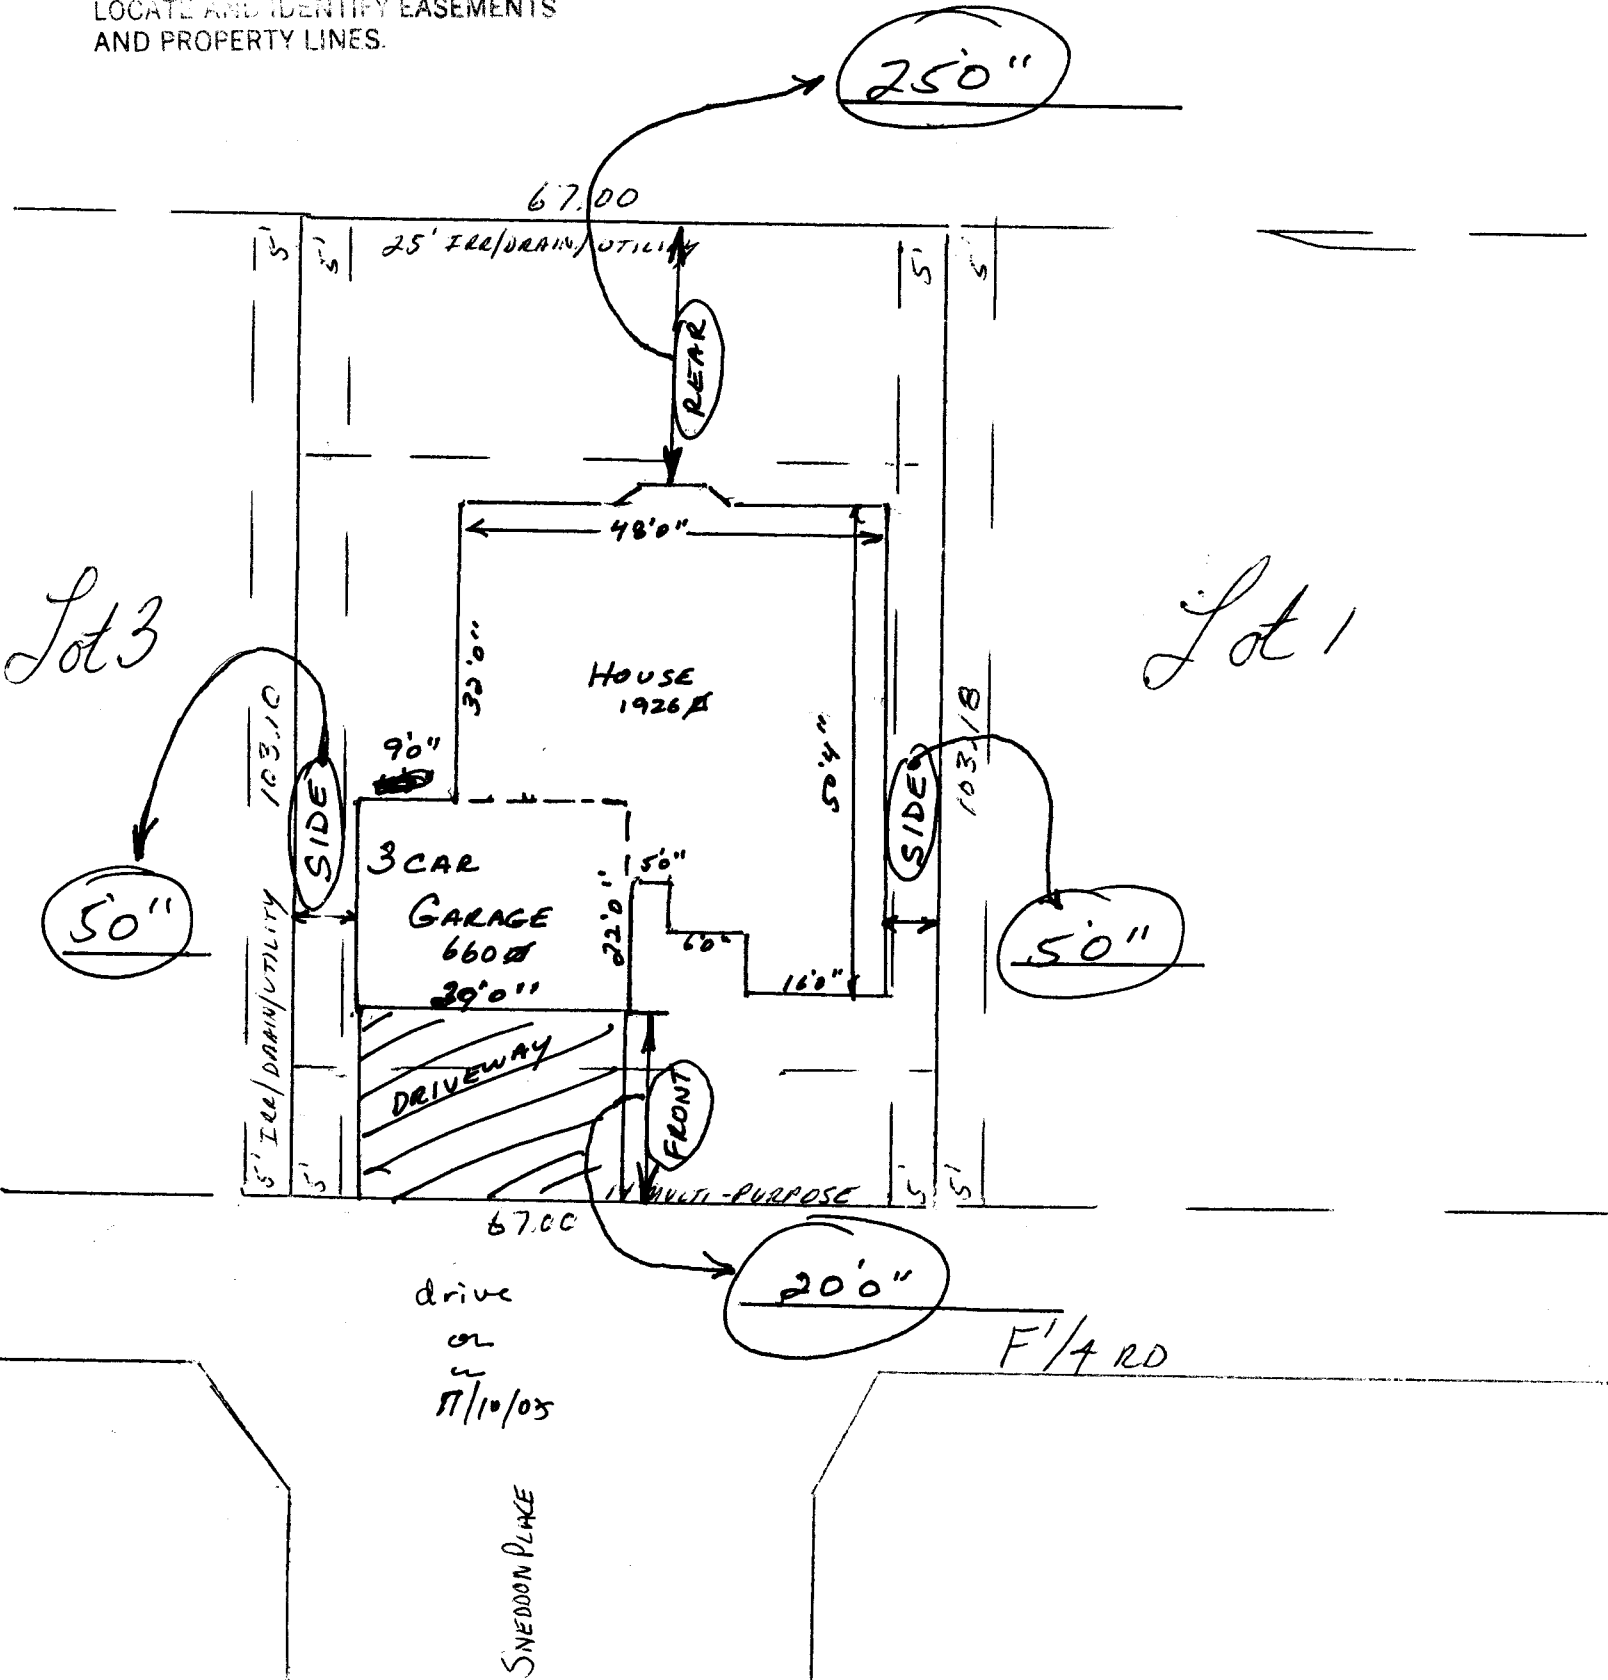 LOCATE AND IDENTIFY EASEMENTS
AND PROPERTY LINES.
25'0"
67.00
5'
5'
25' IRR/DRAIN/UTILITY
5'
5'
REAR
48'0"
Lot 3
Lot 1
32'0"
HOUSE
1926
103.10
103.18
9'0"
50'4"
SIDE
SIDE
3 CAR
GARAGE
660
5'0"
22'0"
6'0"
16'0"
5'0"
5'0"
5' IRR/DRAIN/UTILITY
DRIVEWAY
FRONT
5'
5'
5'
14' MULTI-PURPOSE
67.00
20'0"
drive
F 1/4 RD
SNEDDON PLACE